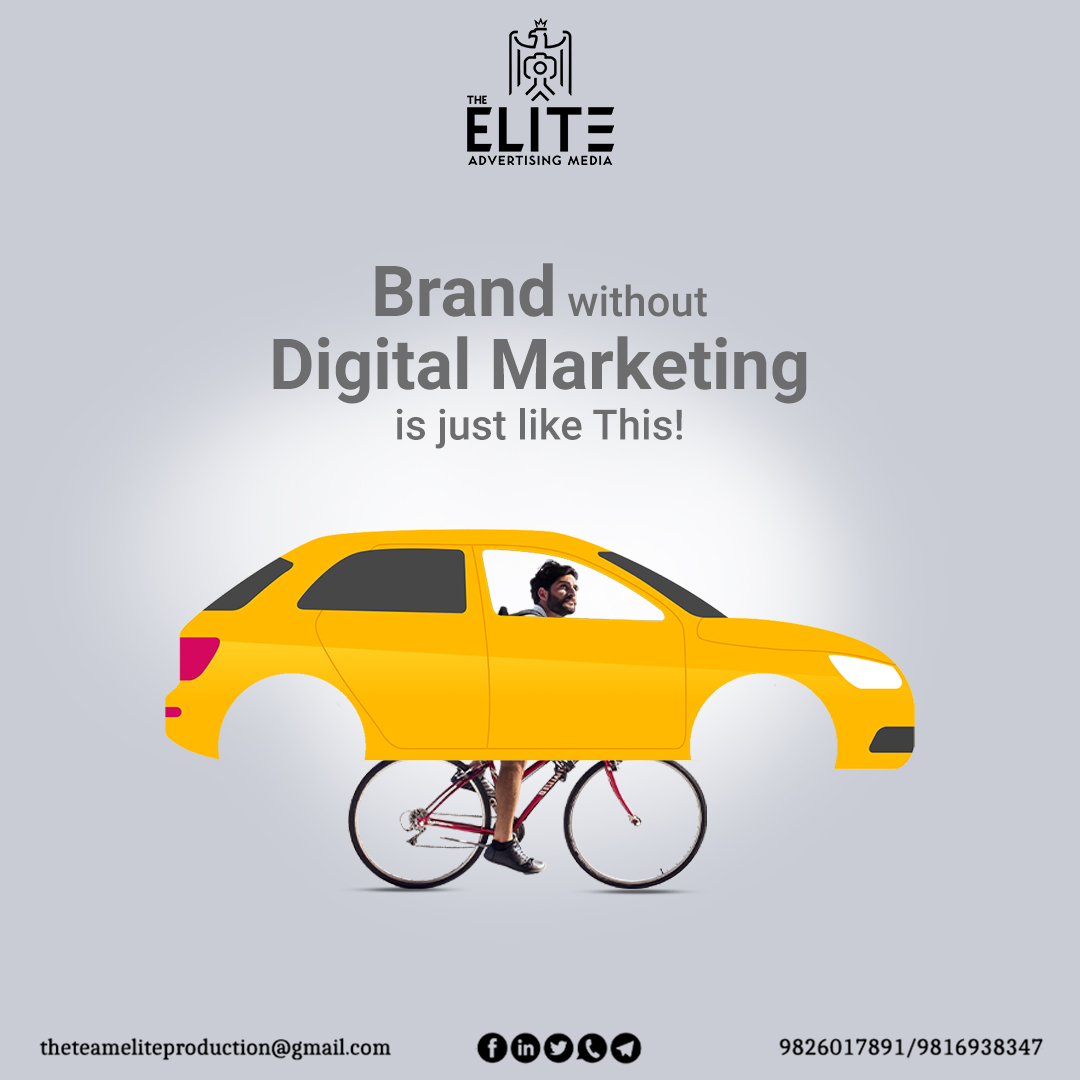 THE
ELITE
ADVERTISING MEDIA
Brand without
Digital Marketing
is just like This!
theteameliteproduction@gmail.com
9826017891/9816938347